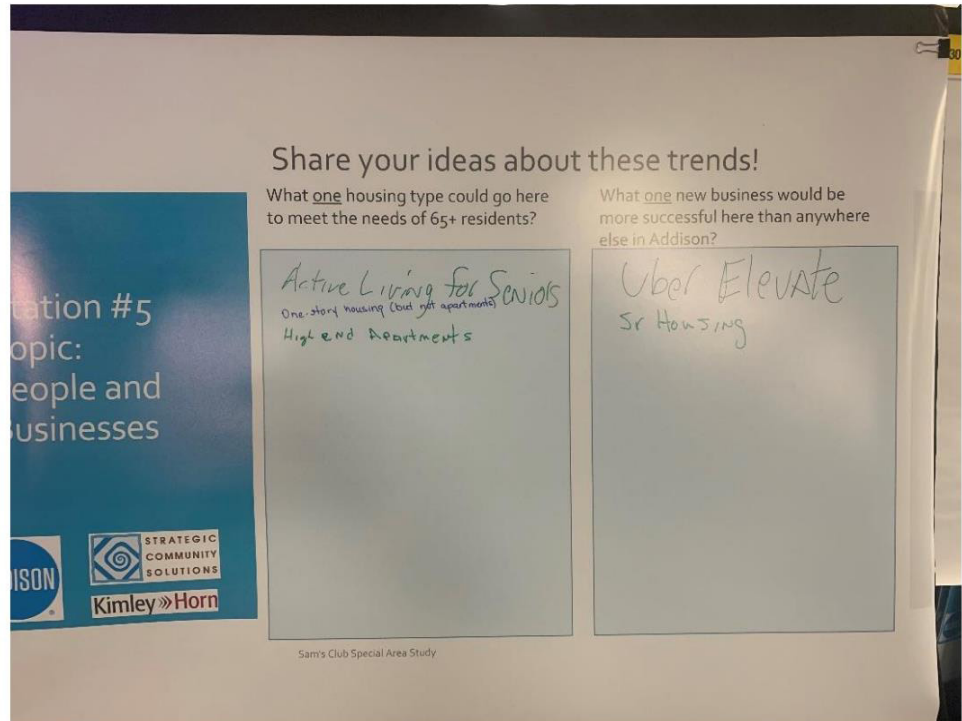 30
Share your ideas about these trends!
What one housing type could go here
to meet the needs of 65+ residents?
Active Living for Seniors
One-story housing (but not apartments)
High end Apartments
What one new business would be
more successful here than anywhere
else in Addison?
Uber Elevate
Sr Housing
tation #5
opic:
eople and
usinesses
DISON
STRATEGIC
COMMUNITY
SOLUTIONS
Kimley»Horn
Sam's Club Special Area Study